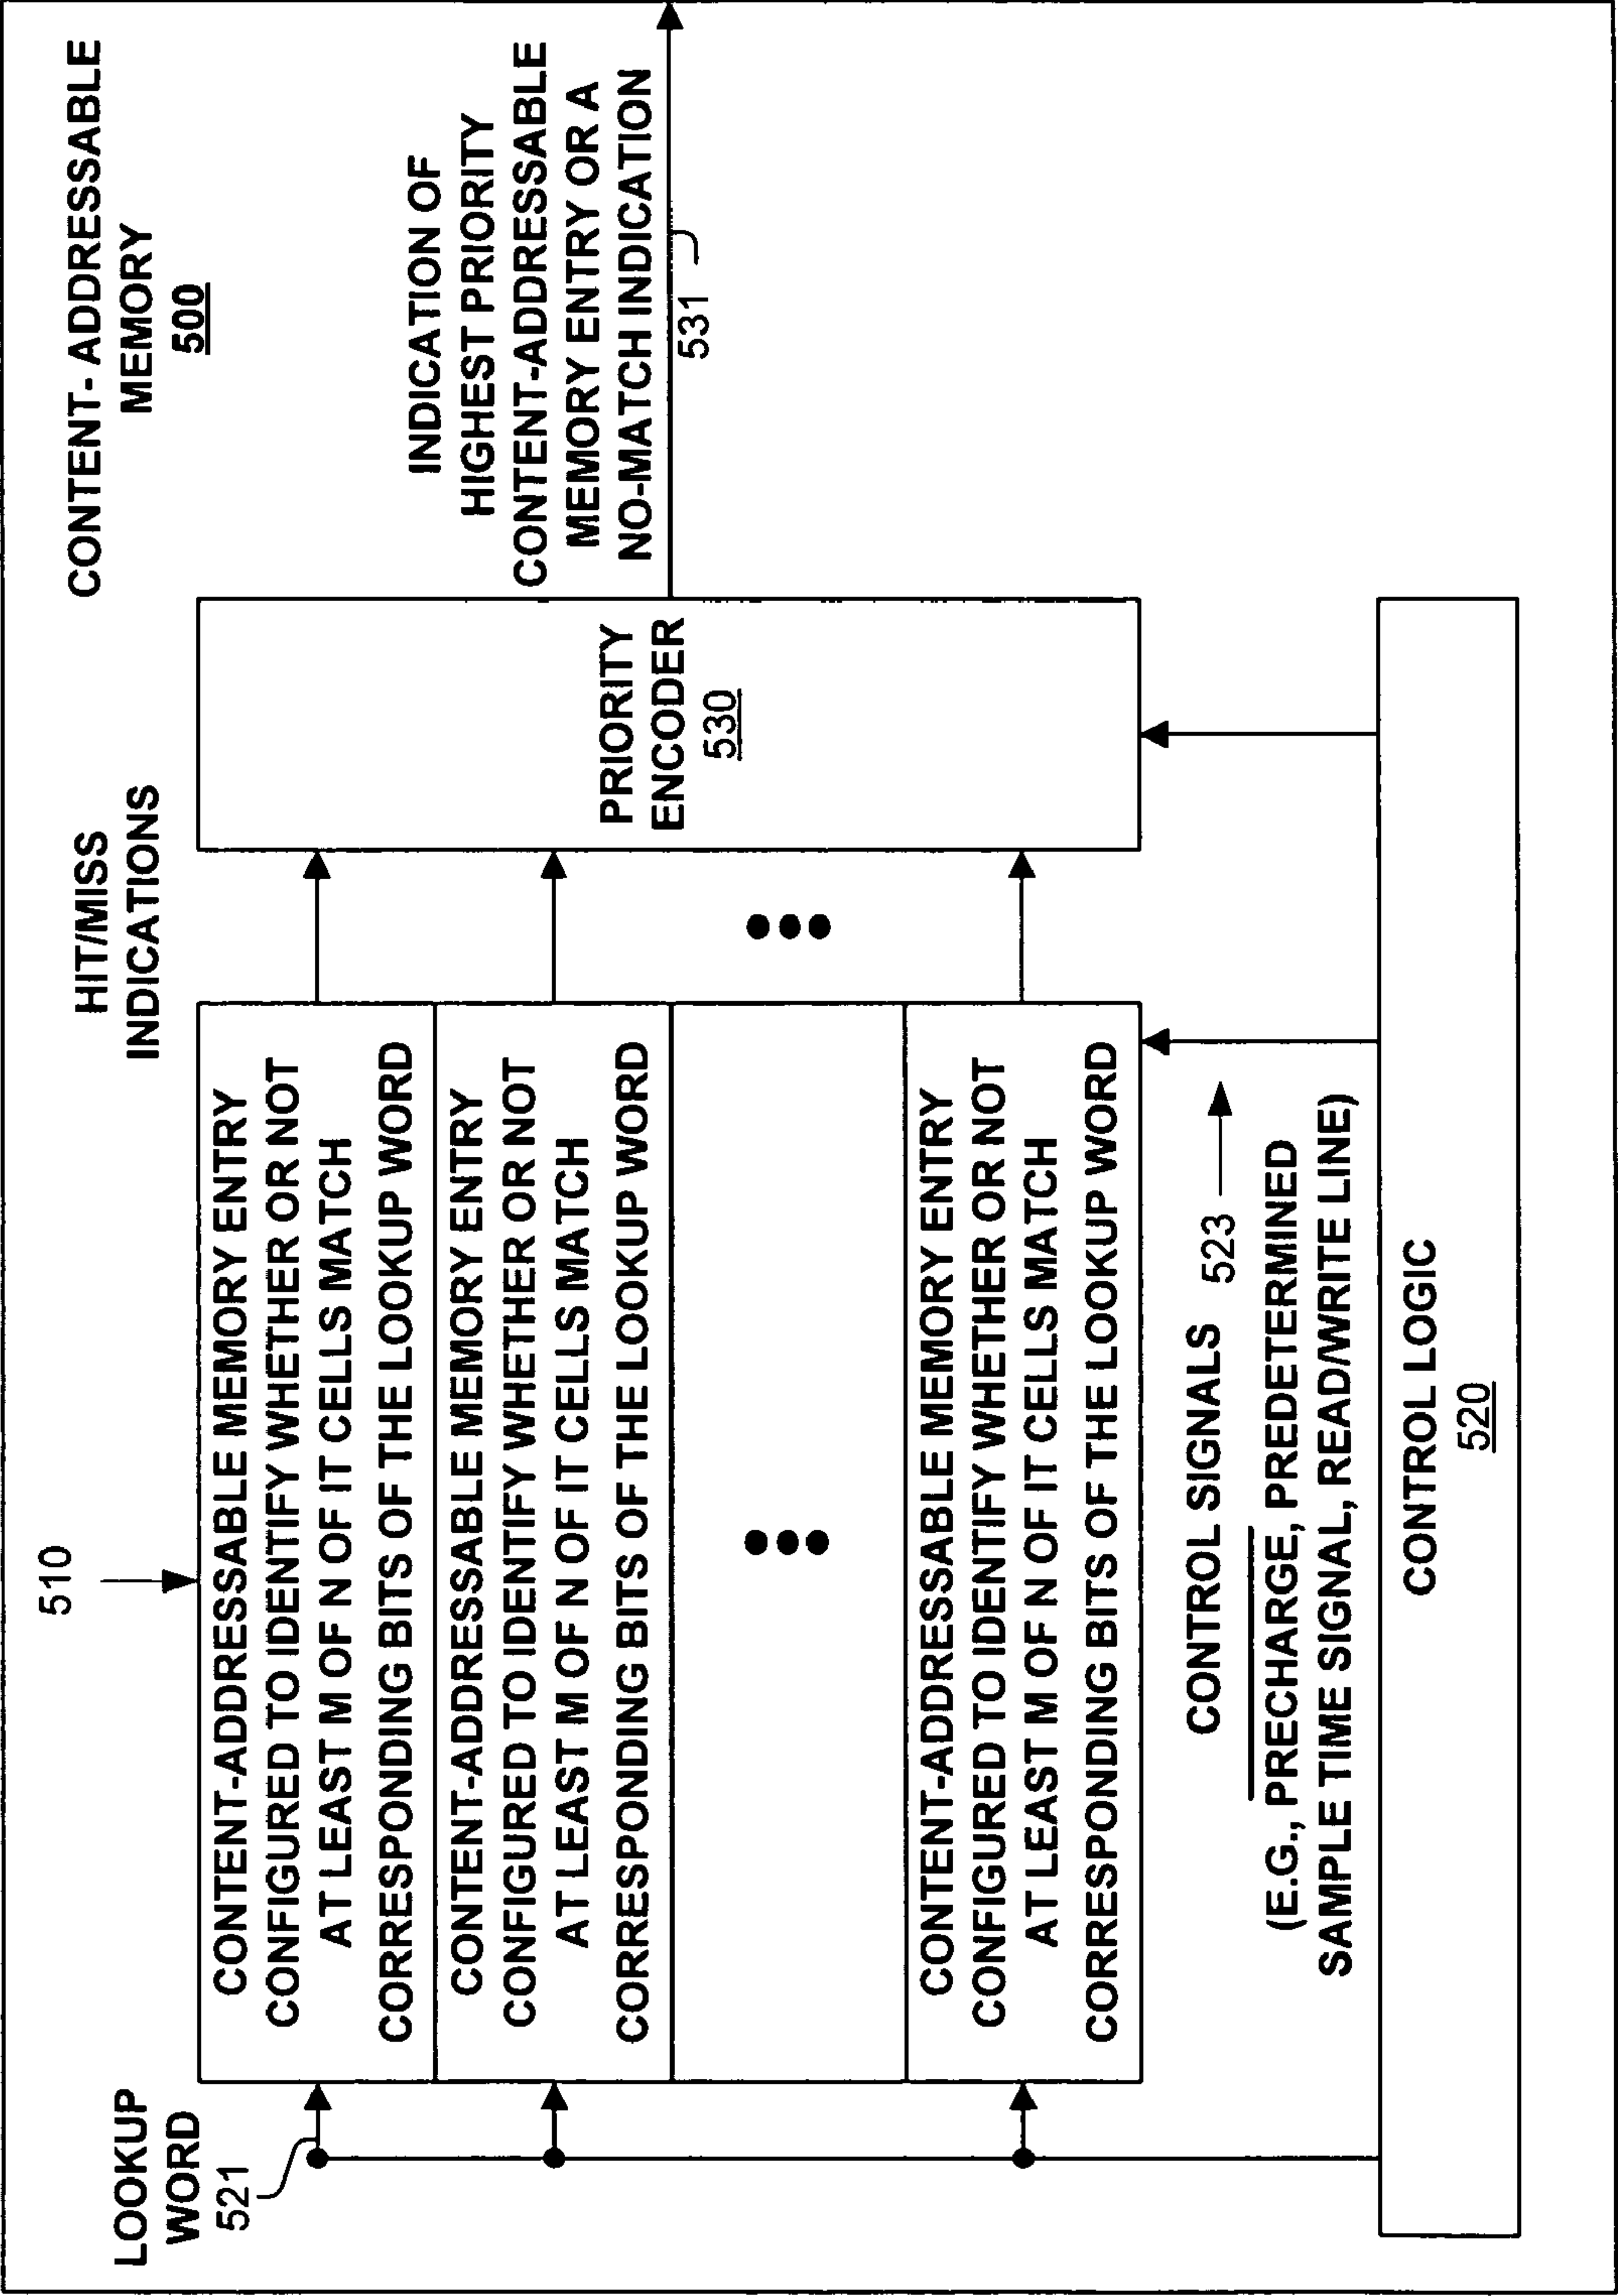 CONTENT- ADDRESSABLE
MEMORY
500
510
LOOKUP
WORD
521
HIT/MISS
INDICATIONS
CONTENT-ADDRESSABLE MEMORY ENTRY
CONFIGURED TO IDENTIFY WHETHER OR NOT
AT LEAST M OF N OF IT CELLS MATCH
CORRESPONDING BITS OF THE LOOKUP WORD
CONTENT-ADDRESSABLE MEMORY ENTRY
CONFIGURED TO IDENTIFY WHETHER OR NOT
AT LEAST M OF N OF IT CELLS MATCH
CORRESPONDING BITS OF THE LOOKUP WORD
CONTENT-ADDRESSABLE MEMORY ENTRY
CONFIGURED TO IDENTIFY WHETHER OR NOT
AT LEAST M OF N OF IT CELLS MATCH
CORRESPONDING BITS OF THE LOOKUP WORD
PRIORITY
ENCODER
530
INDICATION OF
HIGHEST PRIORITY
CONTENT-ADDRESSABLE
MEMORY ENTRY OR A
NO-MATCH INDICATION
531
CONTROL SIGNALS 523
(E.G., PRECHARGE, PREDETERMINED
SAMPLE TIME SIGNAL, READ/WRITE LINE)
CONTROL LOGIC
520